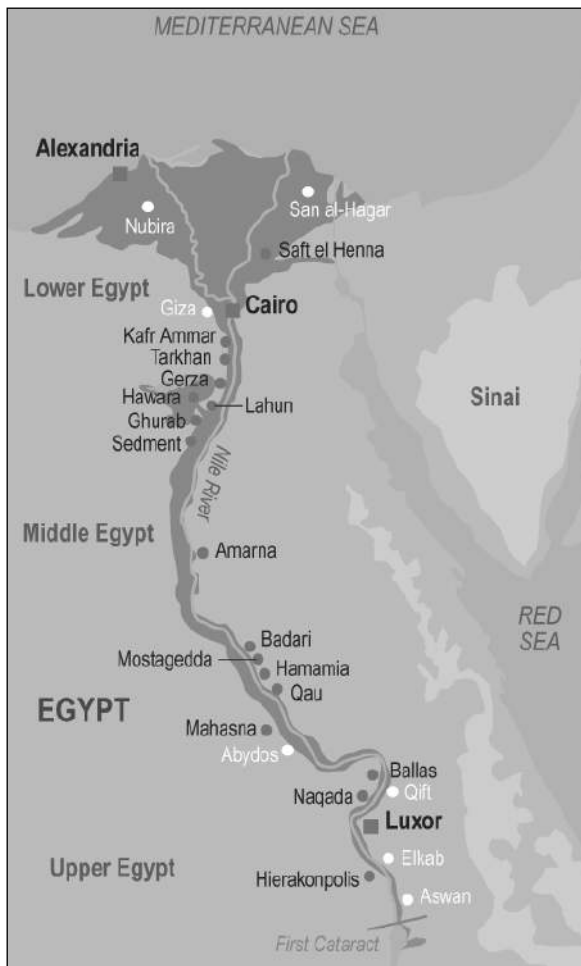 MEDITERRANEAN SEA
Alexandria
Nubira
San al-Hagar
Saft el Henna
Lower Egypt
Giza
Cairo
Kafr Ammar
Tarkhan
Gerza
Hawara
Lahun
Ghurab
Sedment
Sinai
Nile River
Middle Egypt
Amarna
RED
SEA
Badari
Mostagedda
Hamamia
Qau
EGYPT
Mahasna
Abydos
Ballas
Naqada
Qift
Luxor
Upper Egypt
Elkab
Hierakonpolis
Aswan
First Cataract